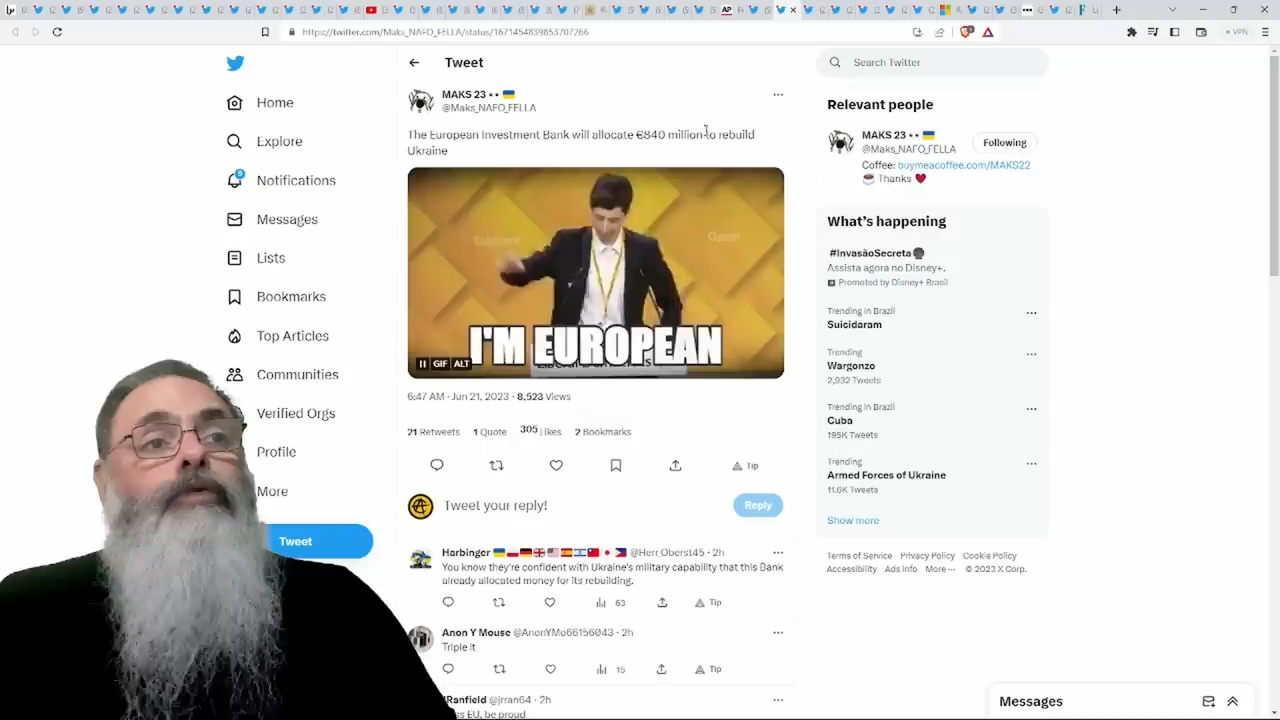 https://twitter.com/Maks_NAFO_FELLA/status/1671454839853707266
VPN
Home
Explore
9
Notifications
Messages
Lists
Bookmarks
Top Articles
Communities
Verified Orgs
Profile
More
Tweet
Tweet
MAKS 23
@Maks_NAFO_FELLA
The European Investment Bank will allocate €840 million to rebuild
Ukraine
Open
I'M EUROPEAN
GIF ALT
6:47 AM · Jun 21, 2023 · 8,523 Views
21 Retweets 1 Quote 305 likes 2 Bookmarks
Tip
Tweet your reply!
Reply
Harbinger @Herr_Oberst45 · 2h
You know they're confident with Ukraine's military capability that this Bank
already allocated money for its rebuilding.
63 Tip
Anon Y Mouse @AnonYMo66156043 · 2h
Triple it
15 Tip
Ranfield @jrran64 · 2h
EU, be proud
Search Twitter
Relevant people
MAKS 23
@Maks_NAFO_FELLA
Following
Coffee: buymeacoffee.com/MAKS22
Thanks
What's happening
#InvasãoSecreta
Assista agora no Disney+.
Promoted by Disney+ Brasil
Trending in Brazil
Suicidaram
Trending
Wargonzo
2,932 Tweets
Trending in Brazil
Cuba
195K Tweets
Trending
Armed Forces of Ukraine
11.6K Tweets
Show more
Terms of Service Privacy Policy Cookie Policy
Accessibility Ads info More ··· © 2023 X Corp.
Messages